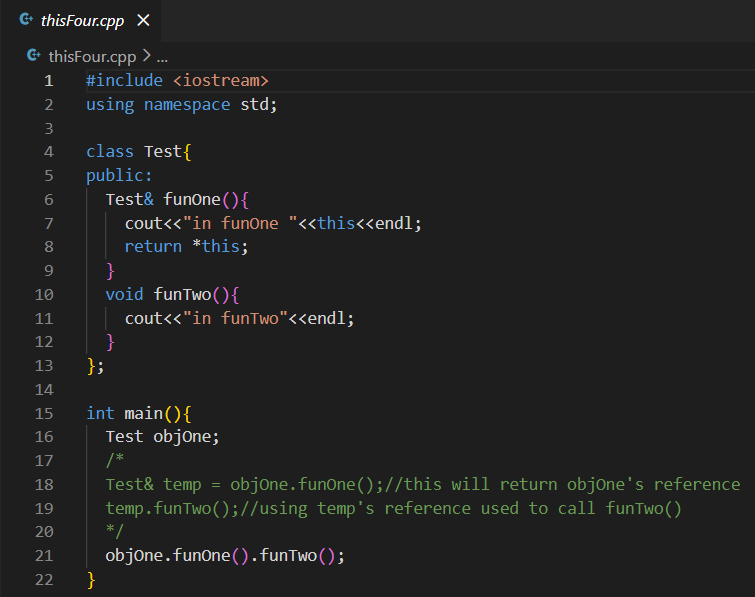 thisFour.cpp
thisFour.cpp > ...
1 #include <iostream>
2 using namespace std;
3
4 class Test{
5 public:
6   Test& funOne(){
7     cout<<"in funOne "<<this<<endl;
8     return *this;
9   }
10   void funTwo(){
11     cout<<"in funTwo"<<endl;
12   }
13 };
14
15 int main(){
16   Test objOne;
17   /*
18   Test& temp = objOne.funOne();//this will return objOne's reference
19   temp.funTwo();//using temp's reference used to call funTwo()
20   */
21   objOne.funOne().funTwo();
22 }